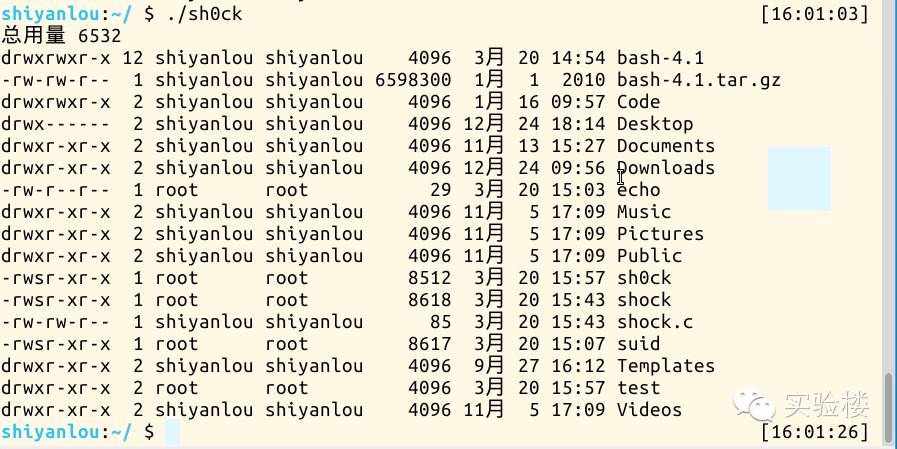 shiyanlou:~/ $ ./sh0ck [16:01:03]
总用量 6532
drwxrwxr-x 12 shiyanlou shiyanlou 4096 3月 20 14:54 bash-4.1
-rw-rw-r-- 1 shiyanlou shiyanlou 6598300 1月 1 2010 bash-4.1.tar.gz
drwxrwxr-x 2 shiyanlou shiyanlou 4096 1月 16 09:57 Code
drwx------ 2 shiyanlou shiyanlou 4096 12月 24 18:14 Desktop
drwxr-xr-x 2 shiyanlou shiyanlou 4096 11月 13 15:27 Documents
drwxr-xr-x 2 shiyanlou shiyanlou 4096 12月 24 09:56 Downloads
-rw-r--r-- 1 root root 29 3月 20 15:03 echo
drwxr-xr-x 2 shiyanlou shiyanlou 4096 11月 5 17:09 Music
drwxr-xr-x 2 shiyanlou shiyanlou 4096 11月 5 17:09 Pictures
drwxr-xr-x 2 shiyanlou shiyanlou 4096 11月 5 17:09 Public
-rwsr-xr-x 1 root root 8512 3月 20 15:57 sh0ck
-rwsr-xr-x 1 root root 8618 3月 20 15:43 shock
-rw-rw-r-- 1 shiyanlou shiyanlou 85 3月 20 15:43 shock.c
-rwsr-xr-x 1 root root 8617 3月 20 15:07 suid
drwxr-xr-x 2 shiyanlou shiyanlou 4096 9月 27 16:12 Templates
drwxr-xr-x 2 root root 4096 3月 20 15:57 test
drwxr-xr-x 2 shiyanlou shiyanlou 4096 11月 5 17:09 Videos
实验楼
shiyanlou:~/ $ [16:01:26]